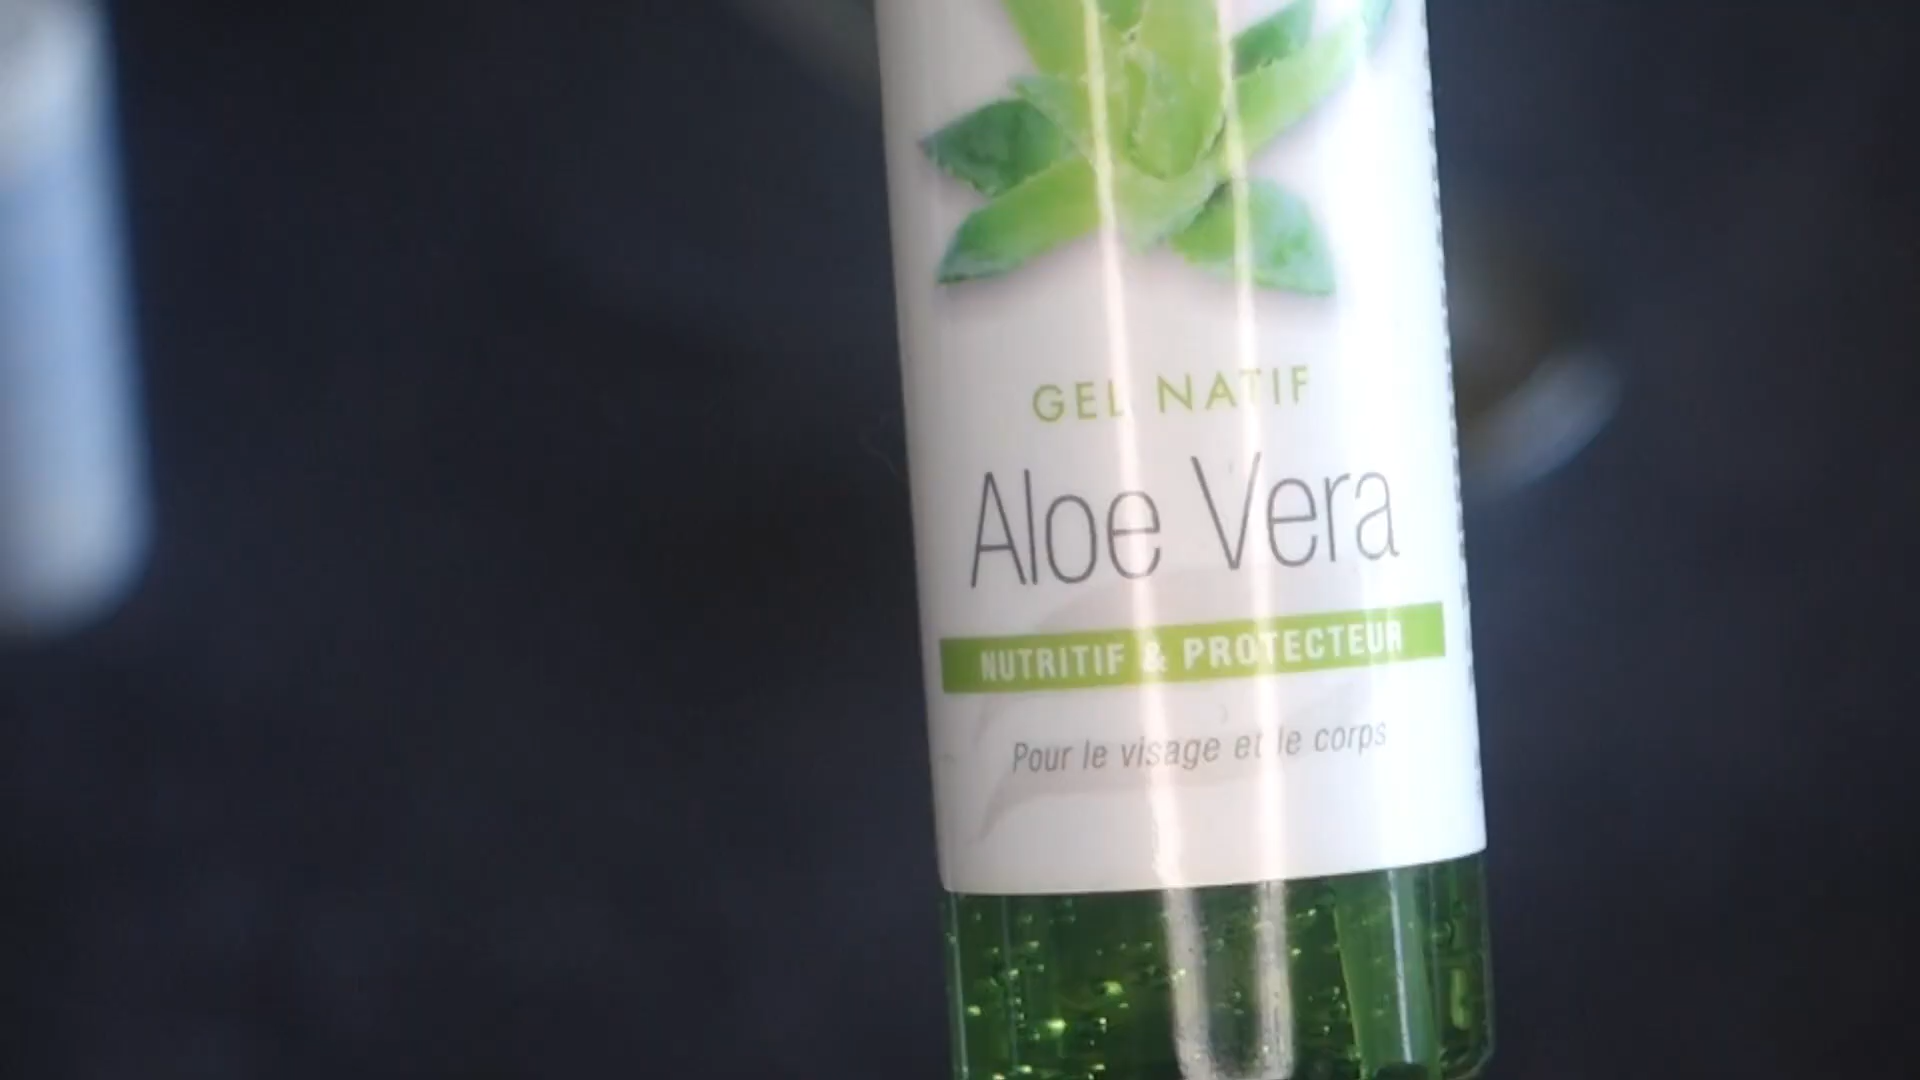 GEL NATIF
Aloe Vera
NUTRITIF & PROTECTEUR
Pour le visage et le corps